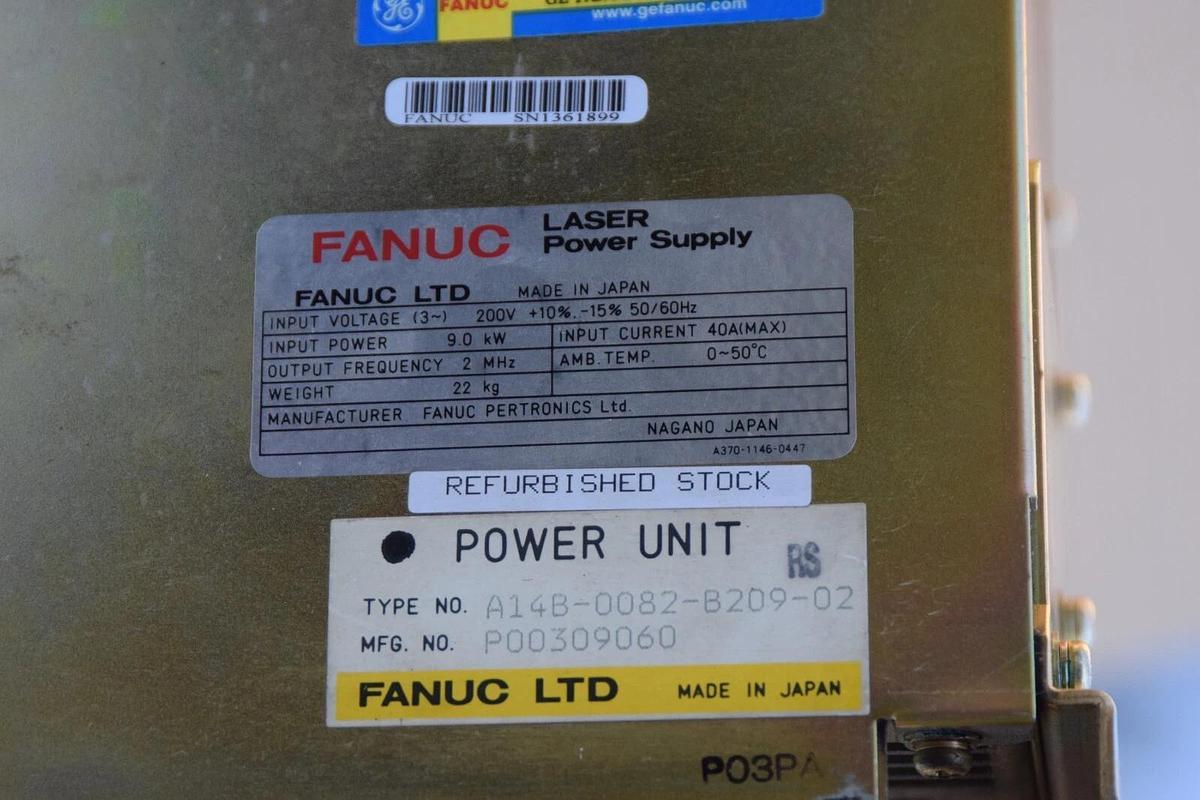 FANUC
www.gefanuc.com
FANUC SN1361899
FANUC LASER
Power Supply
FANUC LTD MADE IN JAPAN
INPUT VOLTAGE (3~) 200V +10%.-15% 50/60Hz
INPUT POWER 9.0 kW INPUT CURRENT 40A(MAX)
OUTPUT FREQUENCY 2 MHz AMB.TEMP. 0~50°C
WEIGHT 22 kg
MANUFACTURER FANUC PERTRONICS Ltd.
NAGANO JAPAN
A370-1146-0447
REFURBISHED STOCK
POWER UNIT
RS
TYPE NO. A14B-0082-B209-02
MFG. NO. P00309060
FANUC LTD MADE IN JAPAN
P03PA